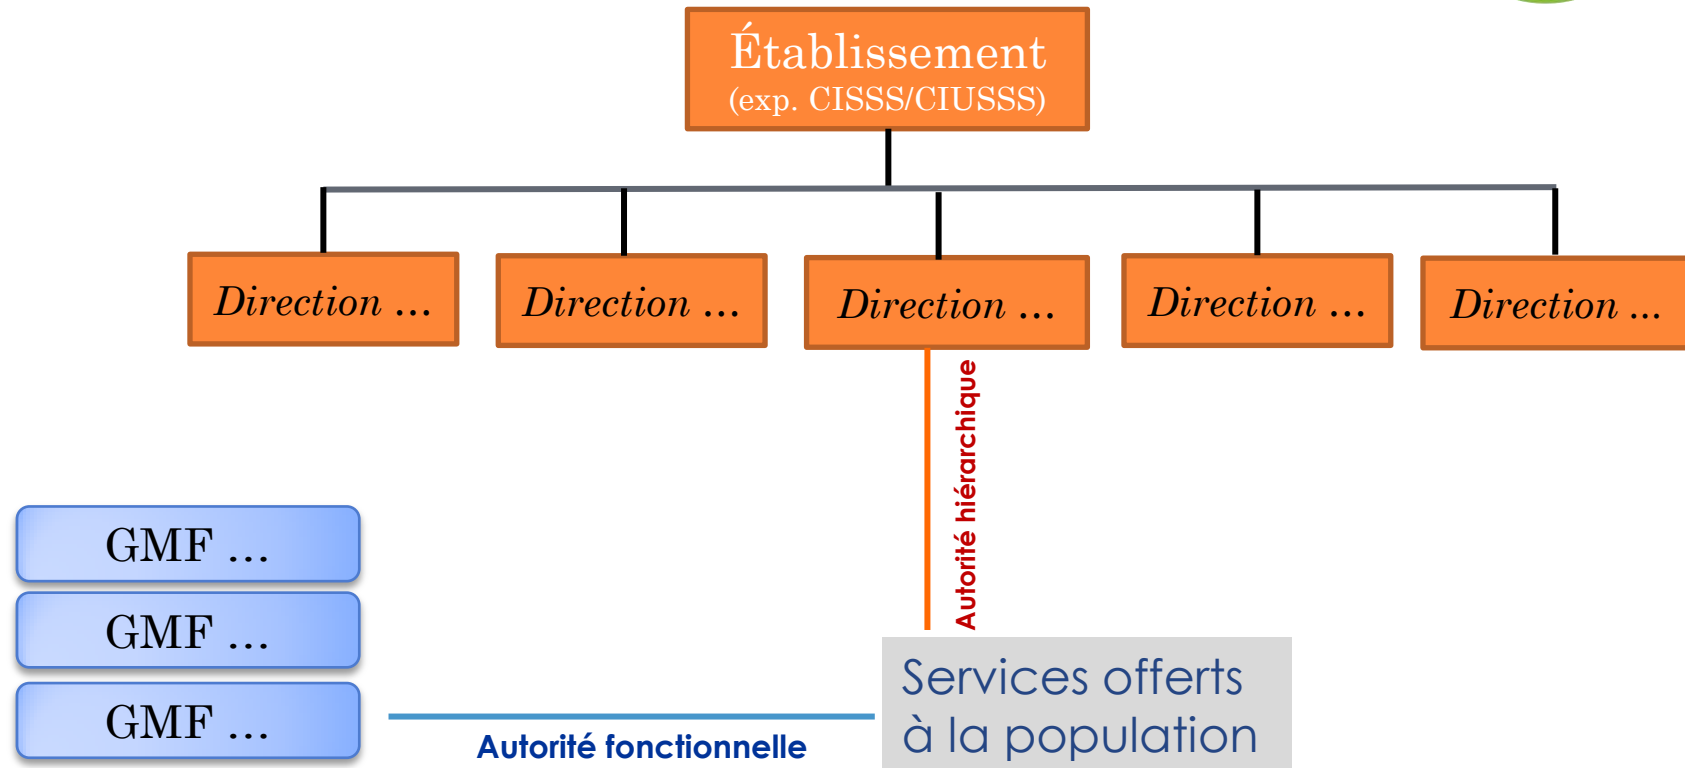 Établissement
(exp. CISSS/CIUSSS)
Direction ...
Direction ...
Direction ...
Direction ...
Direction ...
Autorité hiérarchique
GMF ...
GMF ...
GMF ...
Autorité fonctionnelle
Services offerts
à la population